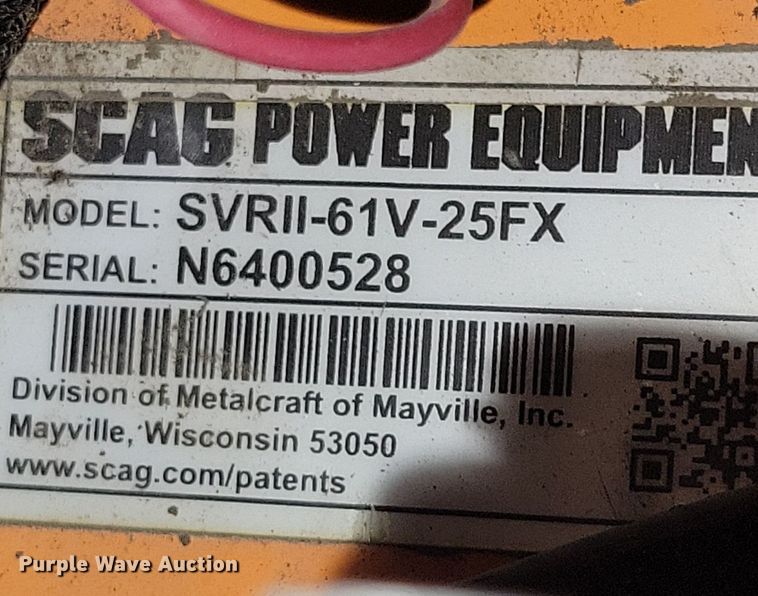 SCAG POWER EQUIPMEN
MODEL: SVRII-61V-25FX
SERIAL: N6400528
Division of Metalcraft of Mayville, Inc.
Mayville, Wisconsin 53050
www.scag.com/patents
Purple Wave Auction